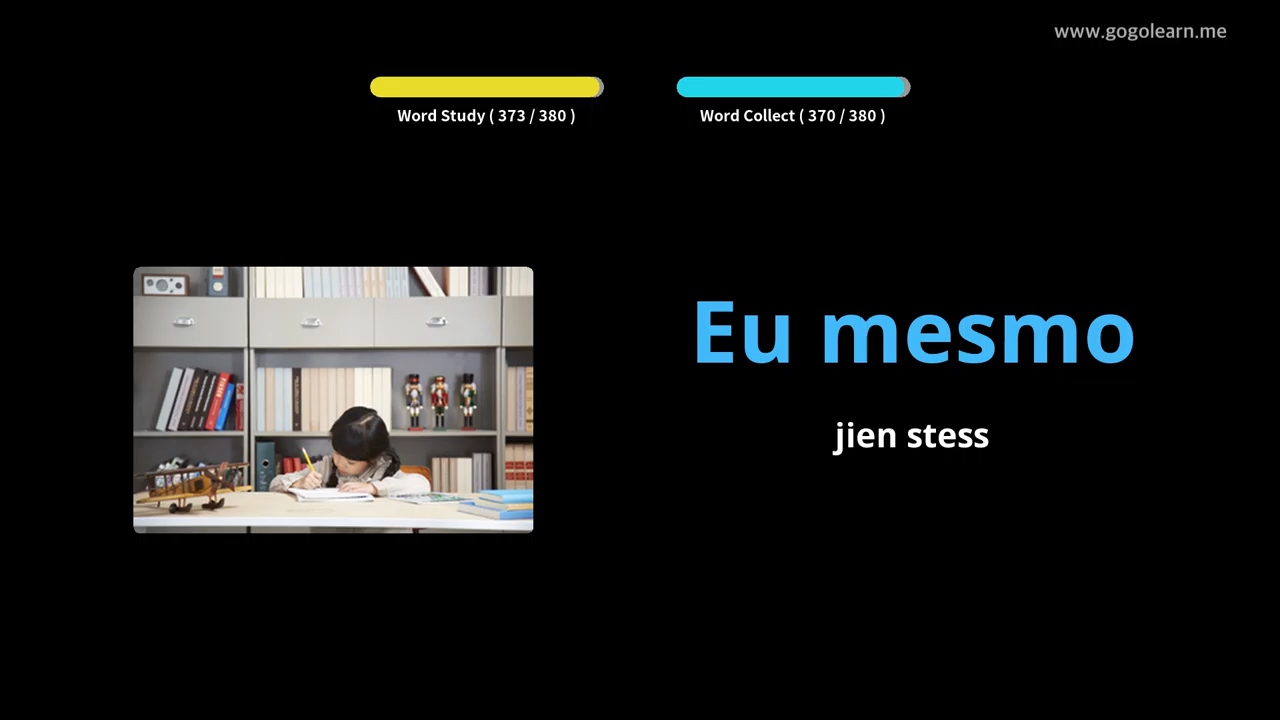 www.gogolearn.me
Word Study ( 373 / 380 )
Word Collect ( 370 / 380 )
Eu mesmo
jien stess